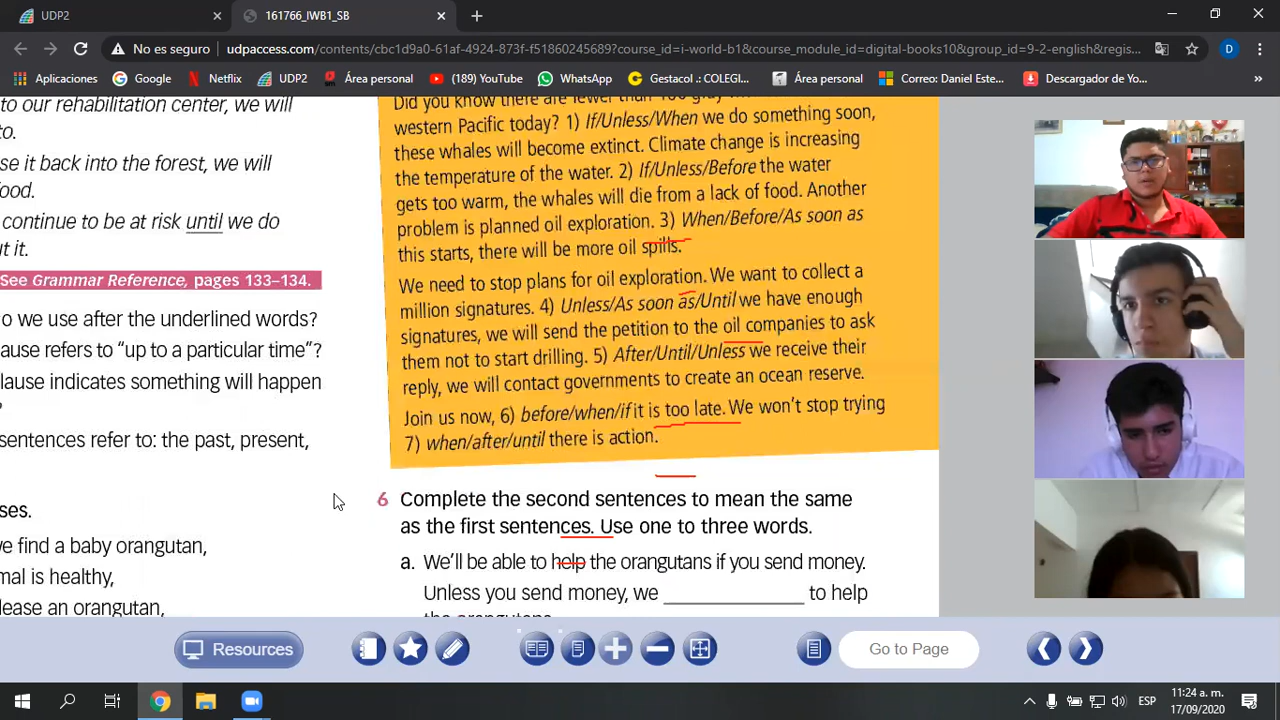 UDP2
161766_IWB1_SB
No es seguro
udpaccess.com/contents/cbc1d9a0-61af-4924-873f-f51860245689?course_id=i-world-b1&course_module_id=digital-books10&group_id=9-2-english&regis...
D
Aplicaciones
Google
Netflix
UDP2
Área personal
(189) YouTube
WhatsApp
Gestacol .: COLEGI...
Área personal
Correo: Daniel Este...
Descargador de Yo...
»
to our rehabilitation center, we will
to.
se it back into the forest, we will
food.
continue to be at risk until we do
ut it.
See Grammar Reference, pages 133–134.
o we use after the underlined words?
lause refers to “up to a particular time”?
lause indicates something will happen
?
sentences refer to: the past, present,
ses.
ve find a baby orangutan,
mal is healthy,
lease an orangutan,
Did you know there are fewer than
western Pacific today? 1) If/Unless/When we do something soon,
these whales will become extinct. Climate change is increasing
the temperature of the water. 2) If/Unless/Before the water
gets too warm, the whales will die from a lack of food. Another
problem is planned oil exploration. 3) When/Before/As soon as
this starts, there will be more oil spills.
We need to stop plans for oil exploration. We want to collect a
million signatures. 4) Unless/As soon as/Until we have enough
signatures, we will send the petition to the oil companies to ask
them not to start drilling. 5) After/Until/Unless we receive their
reply, we will contact governments to create an ocean reserve.
Join us now, 6) before/when/if it is too late. We won’t stop trying
7) when/after/until there is action.
6 Complete the second sentences to mean the same
as the first sentences. Use one to three words.
a. We’ll be able to help the orangutans if you send money.
Unless you send money, we ______________ to help
the orangutans.
Resources
Go to Page
ESP
11:24 a. m.
17/09/2020